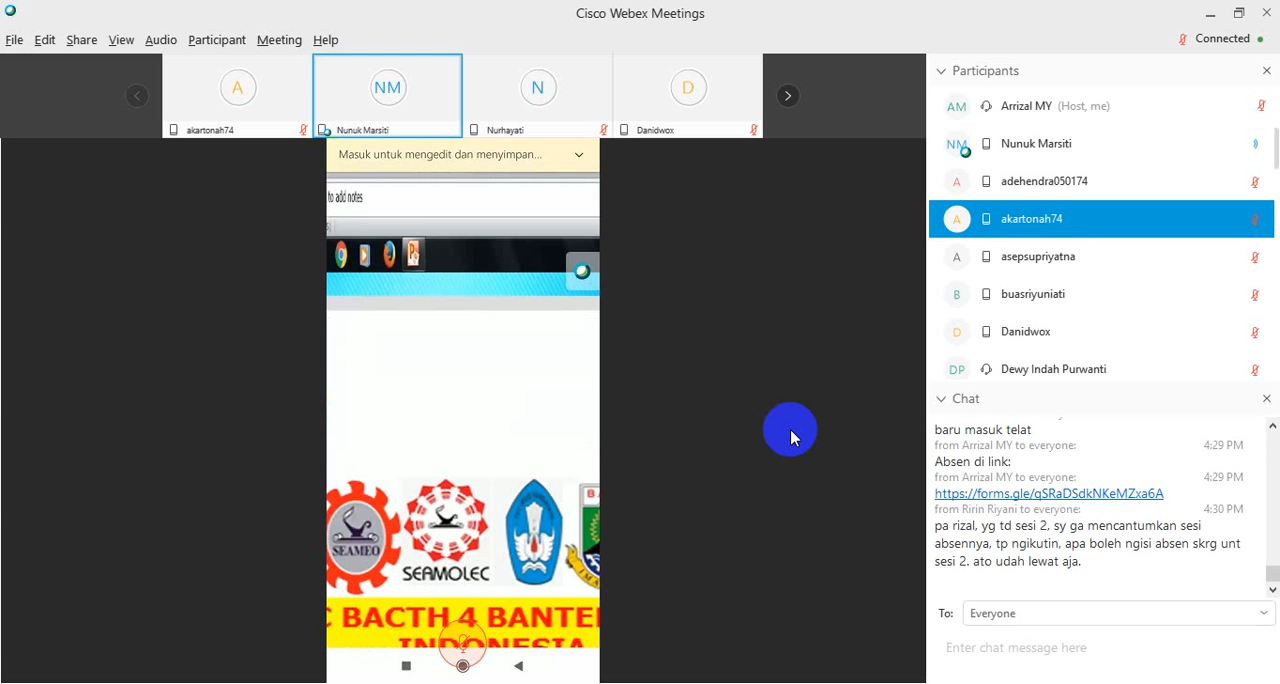 Cisco Webex Meetings
File Edit Share View Audio Participant Meeting Help
Connected
A
akartonah74
NM
Nunuk Marsiti
N
Nurhayati
D
Danidwox
Masuk untuk mengedit dan menyimpan...
to add notes
SEAMEO
SEAMOLEC
C BACTH 4 BANTE
INDONESIA
Participants
AM Arrizal MY (Host, me)
NM Nunuk Marsiti
A adehendra050174
A akartonah74
A asepsupriyatna
B buasriyuniati
D Danidwox
DP Dewy Indah Purwanti
Chat
baru masuk telat
from Arrizal MY to everyone: 4:29 PM
Absen di link:
from Arrizal MY to everyone: 4:29 PM
https://forms.gle/qSRaDSdkNKeMZxa6A
from Ririn Riyani to everyone: 4:30 PM
pa rizal, yg td sesi 2, sy ga mencantumkan sesi
absennya, tp ngikutin, apa boleh ngisi absen skrg unt
sesi 2. ato udah lewat aja.
To: Everyone
Enter chat message here